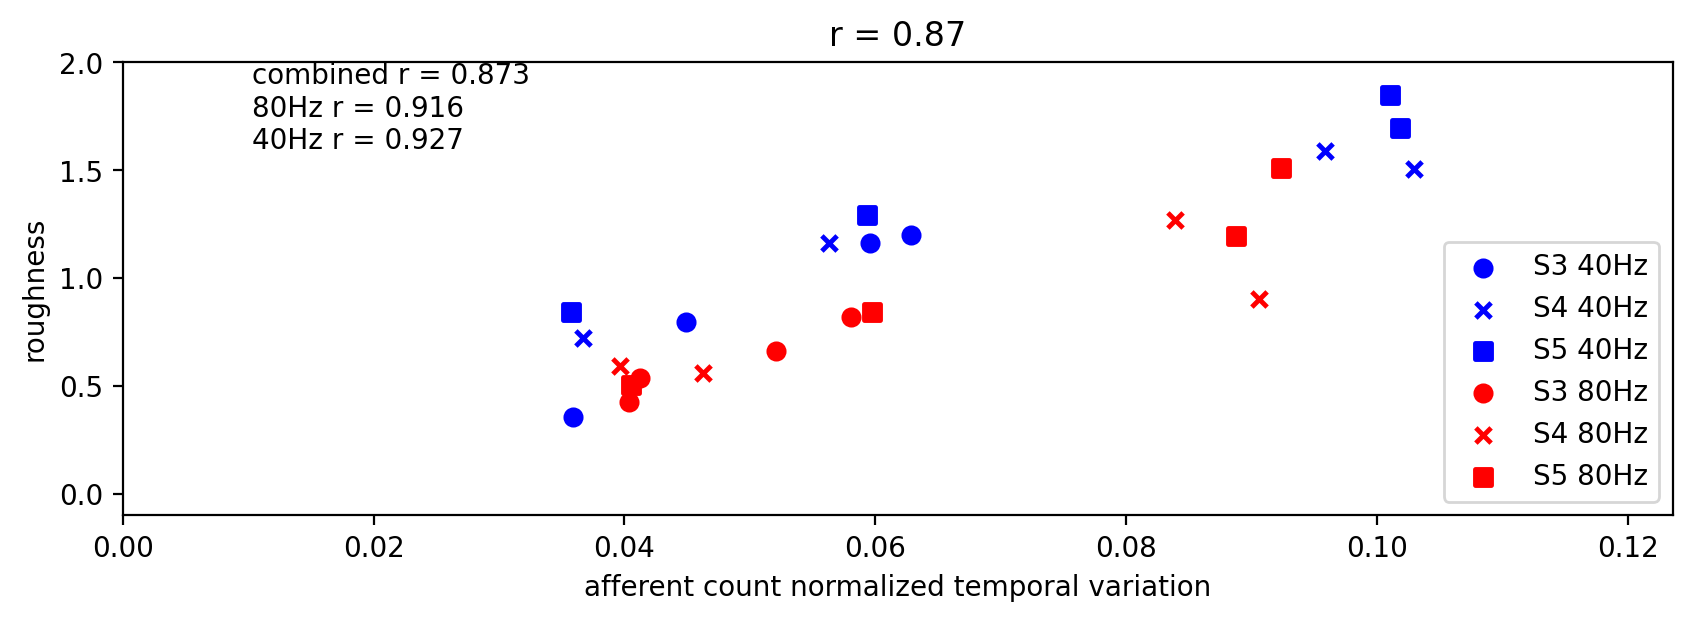 r = 0.87
combined r = 0.873
80Hz r = 0.916
40Hz r = 0.927
2.0
1.5
1.0
0.5
0.0
roughness
S3 40Hz
S4 40Hz
S5 40Hz
S3 80Hz
S4 80Hz
S5 80Hz
0.00 0.02 0.04 0.06 0.08 0.10 0.12
afferent count normalized temporal variation